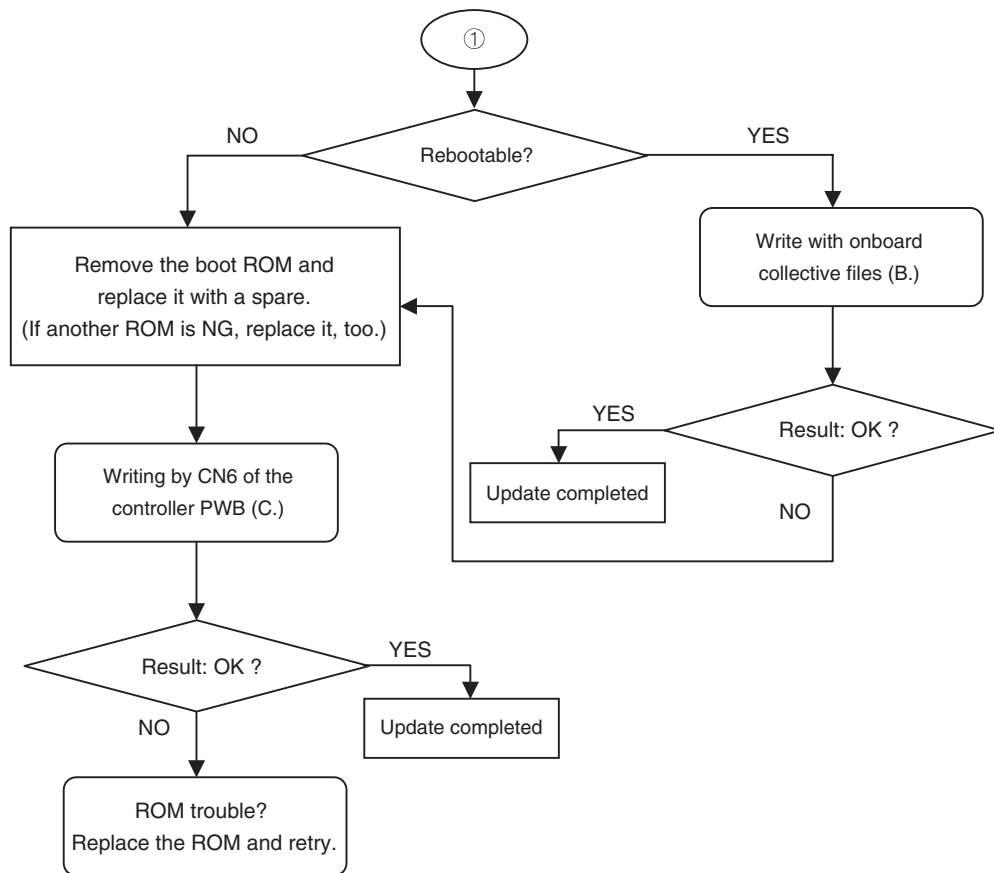 ①
NO
YES
Rebootable?
Remove the boot ROM and
replace it with a spare.
(If another ROM is NG, replace it, too.)
Write with onboard
collective files (B.)
YES
Result: OK ?
Update completed
NO
Writing by CN6 of the
controller PWB (C.)
Result: OK ?
YES
NO
Update completed
ROM trouble?
Replace the ROM and retry.